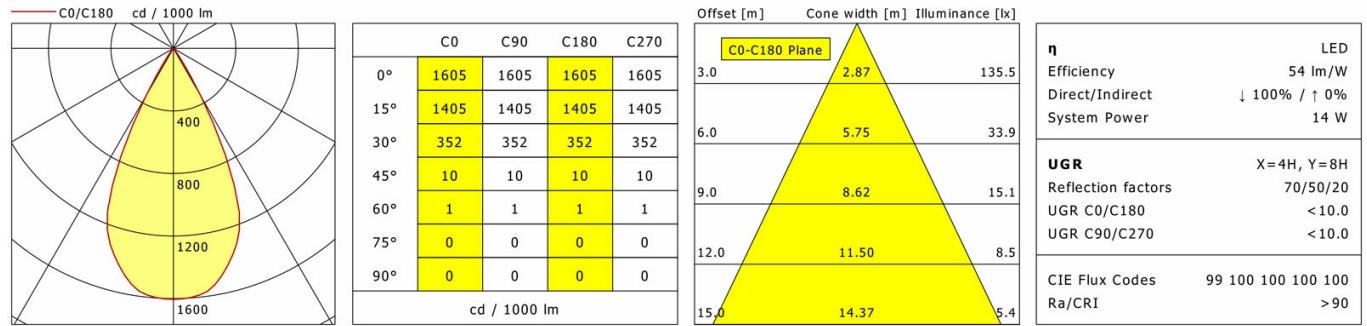 C0/C180 cd / 1000 lm
400
800
1200
1600
C0 C90 C180 C270
0° 1605 1605 1605 1605
15° 1405 1405 1405 1405
30° 352 352 352 352
45° 10 10 10 10
60° 1 1 1 1
75° 0 0 0 0
90° 0 0 0 0
cd / 1000 lm
Offset [m] Cone width [m] Illuminance [lx]
C0-C180 Plane
3.0 2.87 135.5
6.0 5.75 33.9
9.0 8.62 15.1
12.0 11.50 8.5
15.0 14.37 5.4
η LED
Efficiency 54 lm/W
Direct/Indirect ↓ 100% / ↑ 0%
System Power 14 W
UGR X=4H, Y=8H
Reflection factors 70/50/20
UGR C0/C180 <10.0
UGR C90/C270 <10.0
CIE Flux Codes 99 100 100 100 100
Ra/CRI >90